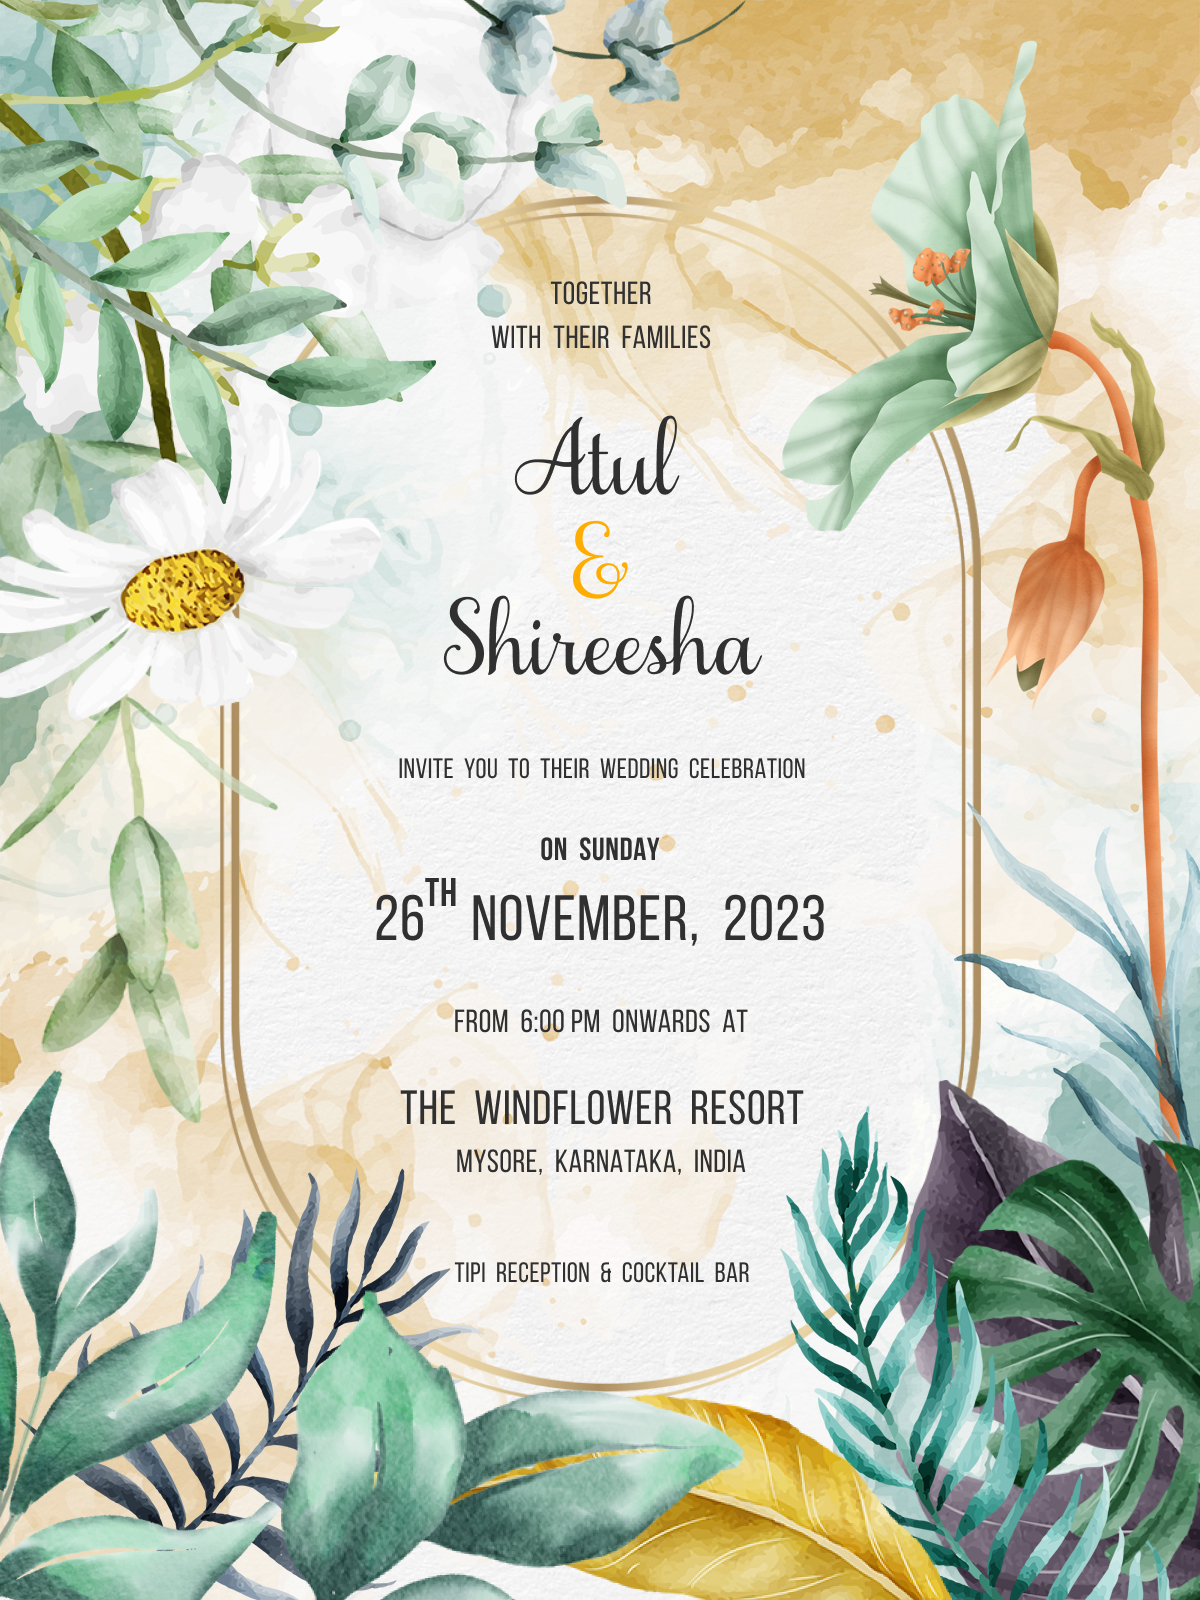 TOGETHER
WITH THEIR FAMILIES
Atul
&
Shireesha
INVITE YOU TO THEIR WEDDING CELEBRATION
ON SUNDAY
26TH NOVEMBER, 2023
FROM 6:00 PM ONWARDS AT
THE WINDFLOWER RESORT
MYSORE, KARNATAKA, INDIA
TIPI RECEPTION & COCKTAIL BAR